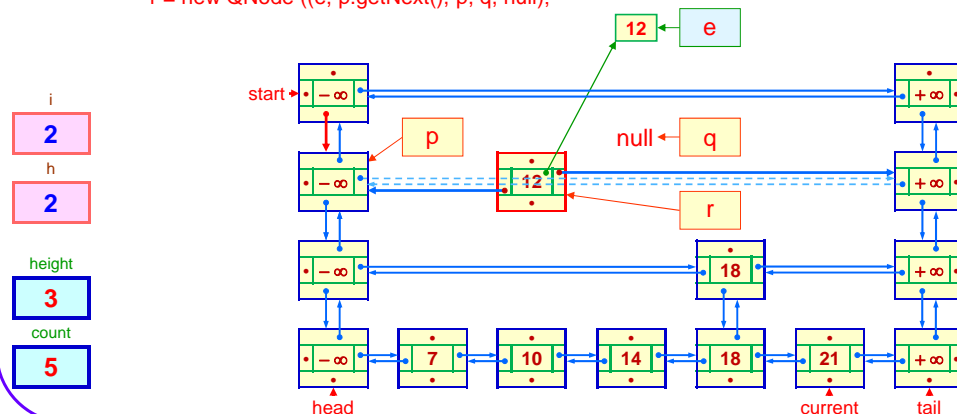 r = new QNode ((e, p.getNext(), p, q, null);
12 e
start − ∞ + ∞
i
2
p
null q
h
2
− ∞ 12 + ∞
r
height
3
− ∞ 18 + ∞
count
5
− ∞ 7 10 14 18 21 + ∞
head current tail